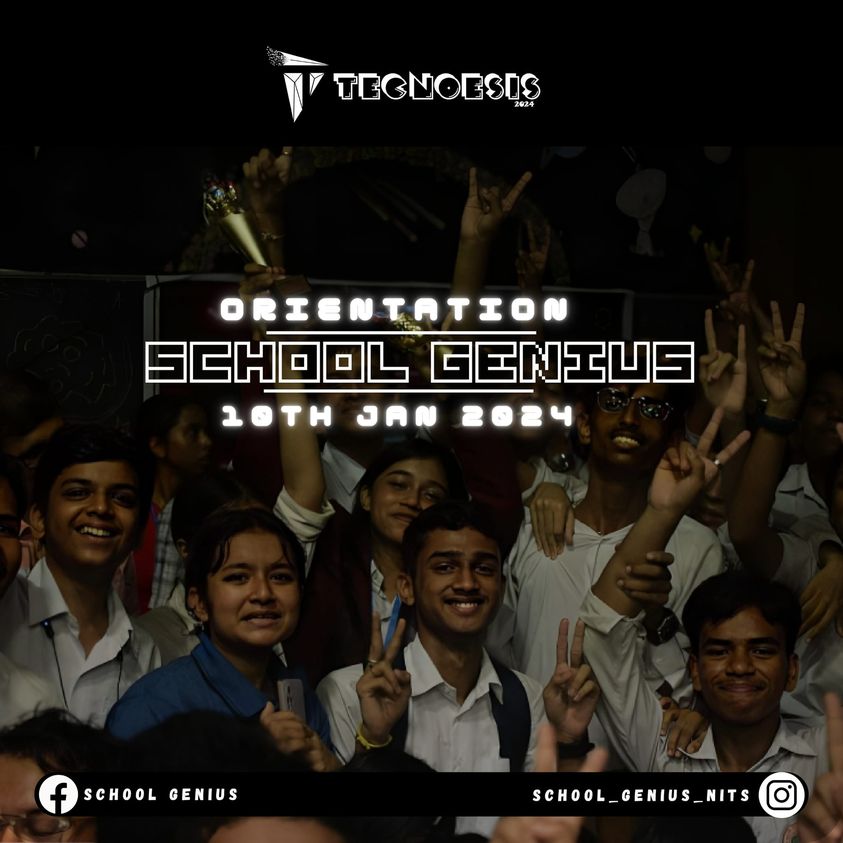 TECNOESIS
2024
ORIENTATION
SCHOOL GENIUS
10TH JAN 2024
SCHOOL GENIUS
SCHOOL_GENIUS_NITS